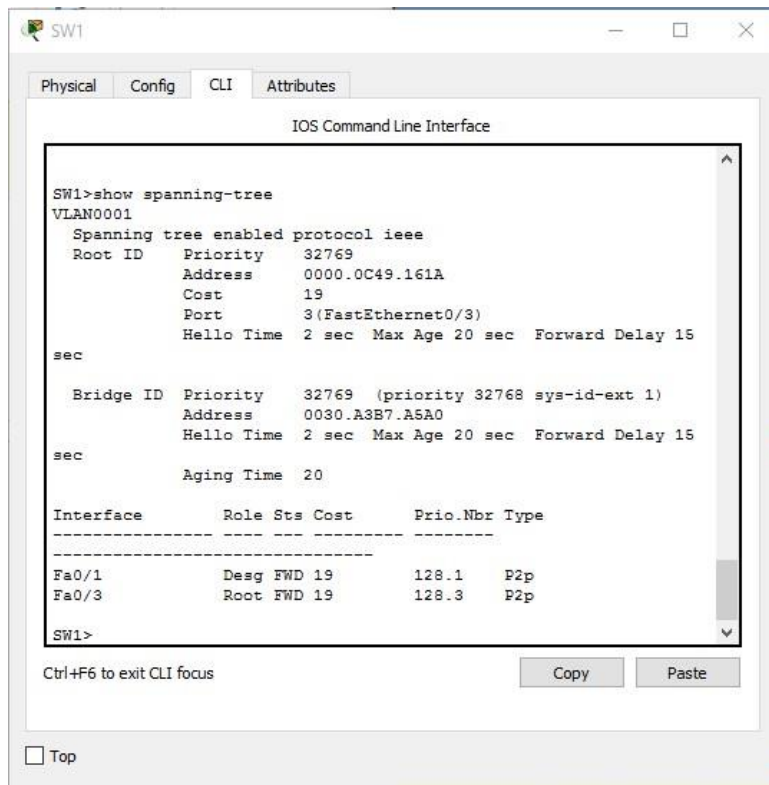 SW1
Physical Config CLI Attributes
IOS Command Line Interface
SW1>show spanning-tree
VLAN0001
  Spanning tree enabled protocol ieee
  Root ID    Priority    32769
             Address     0000.0C49.161A
             Cost        19
             Port        3(FastEthernet0/3)
             Hello Time  2 sec  Max Age 20 sec  Forward Delay 15
sec
  Bridge ID  Priority    32769  (priority 32768 sys-id-ext 1)
             Address     0030.A3B7.A5A0
             Hello Time  2 sec  Max Age 20 sec  Forward Delay 15
sec
             Aging Time  20
Interface        Role Sts Cost      Prio.Nbr Type
---------------- ---- --- --------- --------
--------------------------------
Fa0/1            Desg FWD 19        128.1    P2p
Fa0/3            Root FWD 19        128.3    P2p
SW1>
Ctrl+F6 to exit CLI focus
Copy
Paste
Top